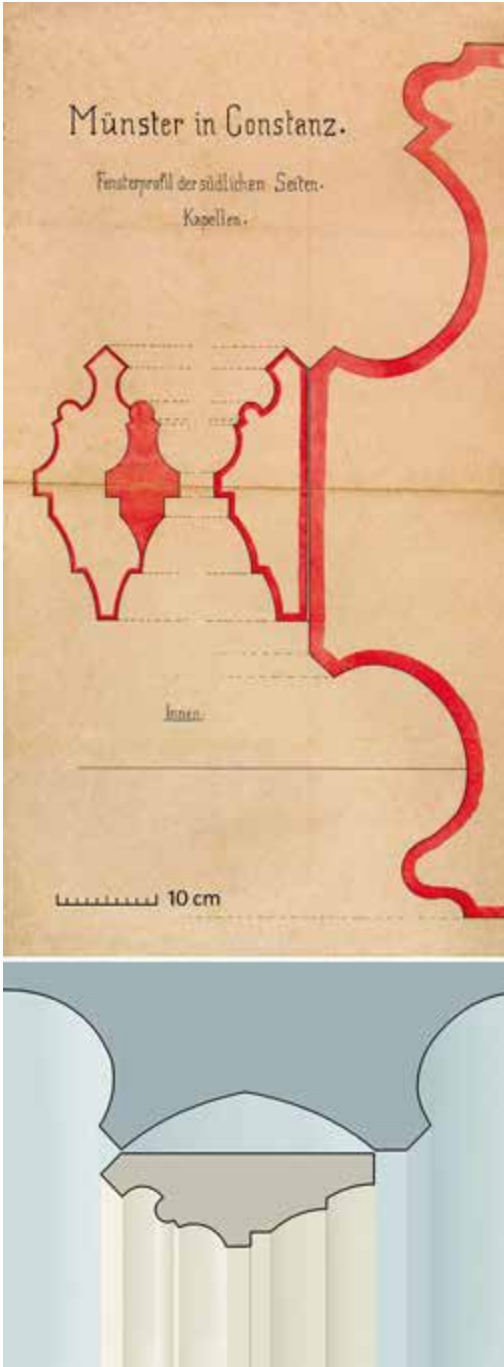 Münster in Constanz.
Fensterprofil der südlichen Seiten.
Kapellen.
Innen.
10 cm